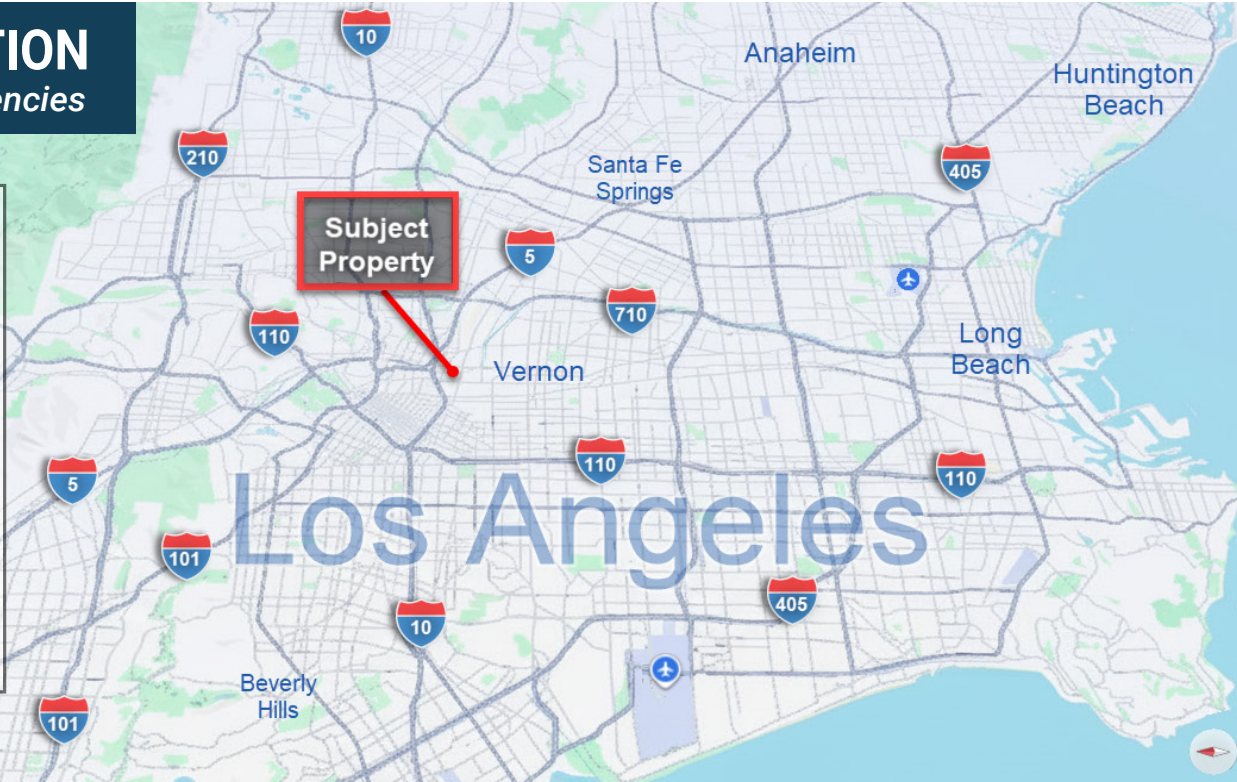 TION
encies
10
Anaheim
Huntington
Beach
210
405
Santa Fe
Springs
Subject
Property
5
710
110
Long
Beach
Vernon
110
110
5
Los Angeles
101
405
10
Beverly
Hills
101